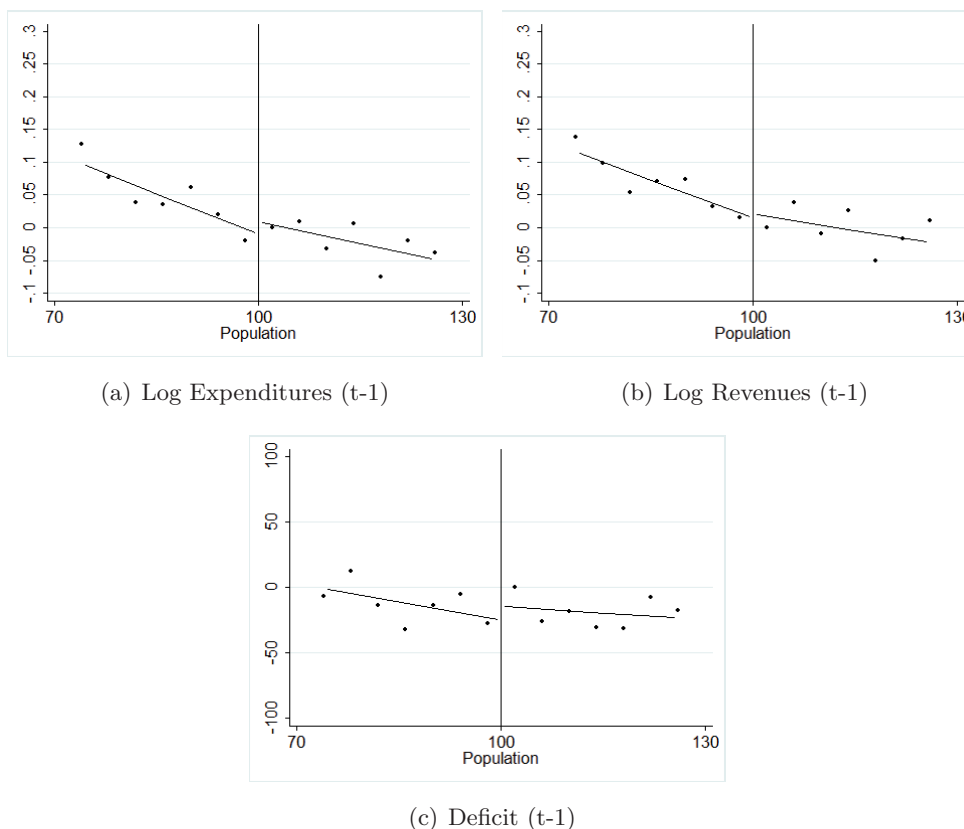 .3
.25
.2
.15
.1
.05
0
-.05
-.1
70 100 130
Population
(a) Log Expenditures (t-1)
.3
.25
.2
.15
.1
.05
0
-.05
-.1
70 100 130
Population
(b) Log Revenues (t-1)
100
50
0
-50
-100
70 100 130
Population
(c) Deficit (t-1)